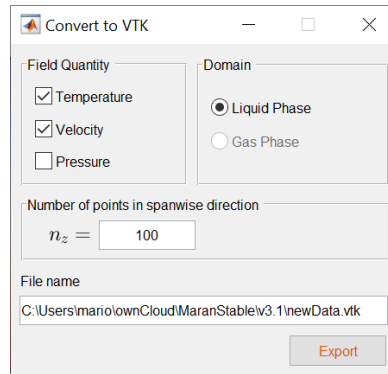 Convert to VTK
Field Quantity
Temperature
Velocity
Pressure
Domain
Liquid Phase
Gas Phase
Number of points in spanwise direction
n_z = 100
File name
C:\Users\mario\ownCloud\MaranStable\v3.1\newData.vtk
Export